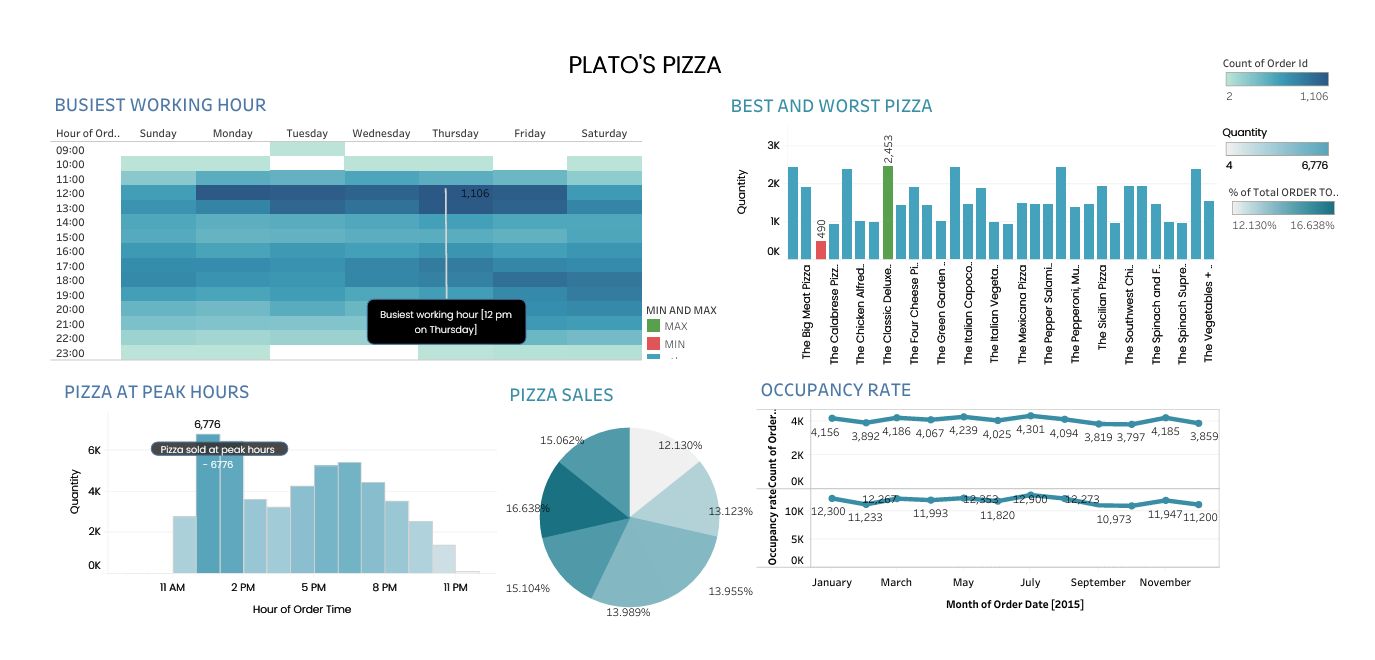 PLATO'S PIZZA
Count of Order Id
2 1,106
Quantity
4 6,776
% of Total ORDER TO..
12.130% 16.638%
BUSIEST WORKING HOUR
Hour of Ord.. Sunday Monday Tuesday Wednesday Thursday Friday Saturday
09:00
10:00
11:00
12:00
13:00
14:00
15:00
16:00
17:00
18:00
19:00
20:00
21:00
22:00
23:00
1,106
Busiest working hour [12 pm
on Thursday]
MIN AND MAX
MAX
MIN
BEST AND WORST PIZZA
Quantity
3K
2K
1K
0K
490
2,453
The Big Meat Pizza
The Calabrese Pizz..
The Chicken Alfred..
The Classic Deluxe..
The Four Cheese Pi..
The Green Garden ..
The Italian Capoco..
The Italian Vegeta..
The Mexicana Pizza
The Pepper Salami..
The Pepperoni, Mu..
The Sicilian Pizza
The Southwest Chi..
The Spinach and F..
The Spinach Supre..
The Vegetables + ..
PIZZA AT PEAK HOURS
Quantity
6K
4K
2K
0K
6,776
Pizza sold at peak hours
- 6776
11 AM 2 PM 5 PM 8 PM 11 PM
Hour of Order Time
PIZZA SALES
15.062% 12.130%
16.638% 13.123%
15.104% 13.955%
13.989%
OCCUPANCY RATE
Count of Order..
4K
2K
0K
4,156 3,892 4,186 4,067 4,239 4,025 4,301 4,094 3,819 3,797 4,185 3,859
Occupancy rate
10K
5K
0K
12,300 11,233 12,267 11,993 12,353 11,820 12,900 12,273 10,973 11,947 11,200
January March May July September November
Month of Order Date [2015]